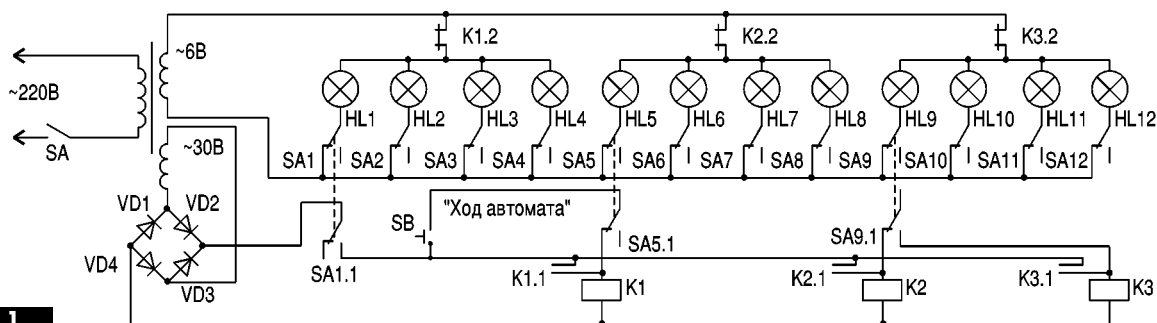 K1.2
K2.2
K3.2
~6В
~220В
SA
HL1
HL2
HL3
HL4
HL5
HL6
HL7
HL8
HL9
HL10
HL11
HL12
SA1
SA2
SA3
SA4
SA5
SA6
SA7
SA8
SA9
SA10
SA11
SA12
~30В
VD1
VD2
VD4
VD3
"Ход автомата"
SB
SA1.1
SA5.1
SA9.1
K1.1
K1
K2.1
K2
K3.1
K3
1